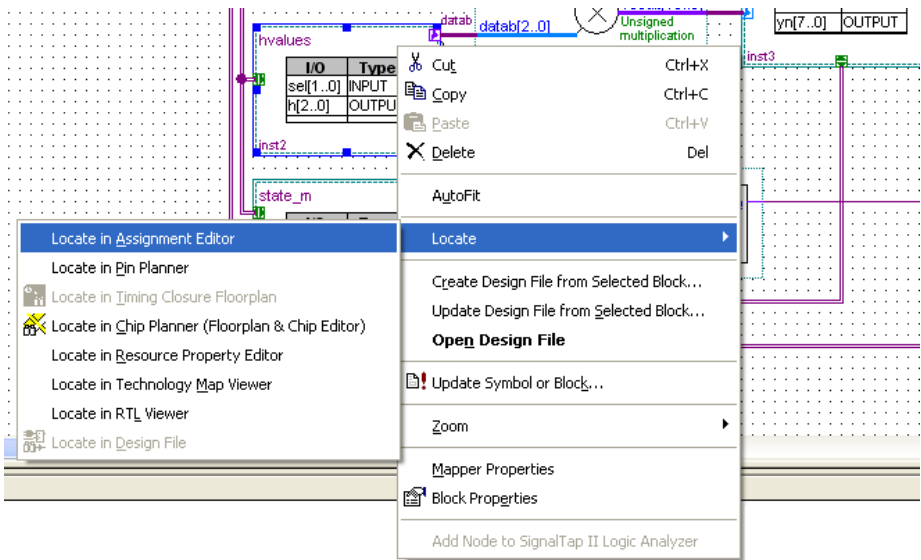 datab
datab[2..0]
Unsigned
multiplication
yn[7..0] OUTPUT
inst3
hvalues
I/O Type
sel[1..0] INPUT
h[2..0] OUTPU
inst2
state_m
Cut Ctrl+X
Copy Ctrl+C
Paste Ctrl+V
Delete Del
AutoFit
Locate
Create Design File from Selected Block...
Update Design File from Selected Block...
Open Design File
Update Symbol or Block...
Zoom
Mapper Properties
Block Properties
Add Node to SignalTap II Logic Analyzer
Locate in Assignment Editor
Locate in Pin Planner
Locate in Timing Closure Floorplan
Locate in Chip Planner (Floorplan & Chip Editor)
Locate in Resource Property Editor
Locate in Technology Map Viewer
Locate in RTL Viewer
Locate in Design File